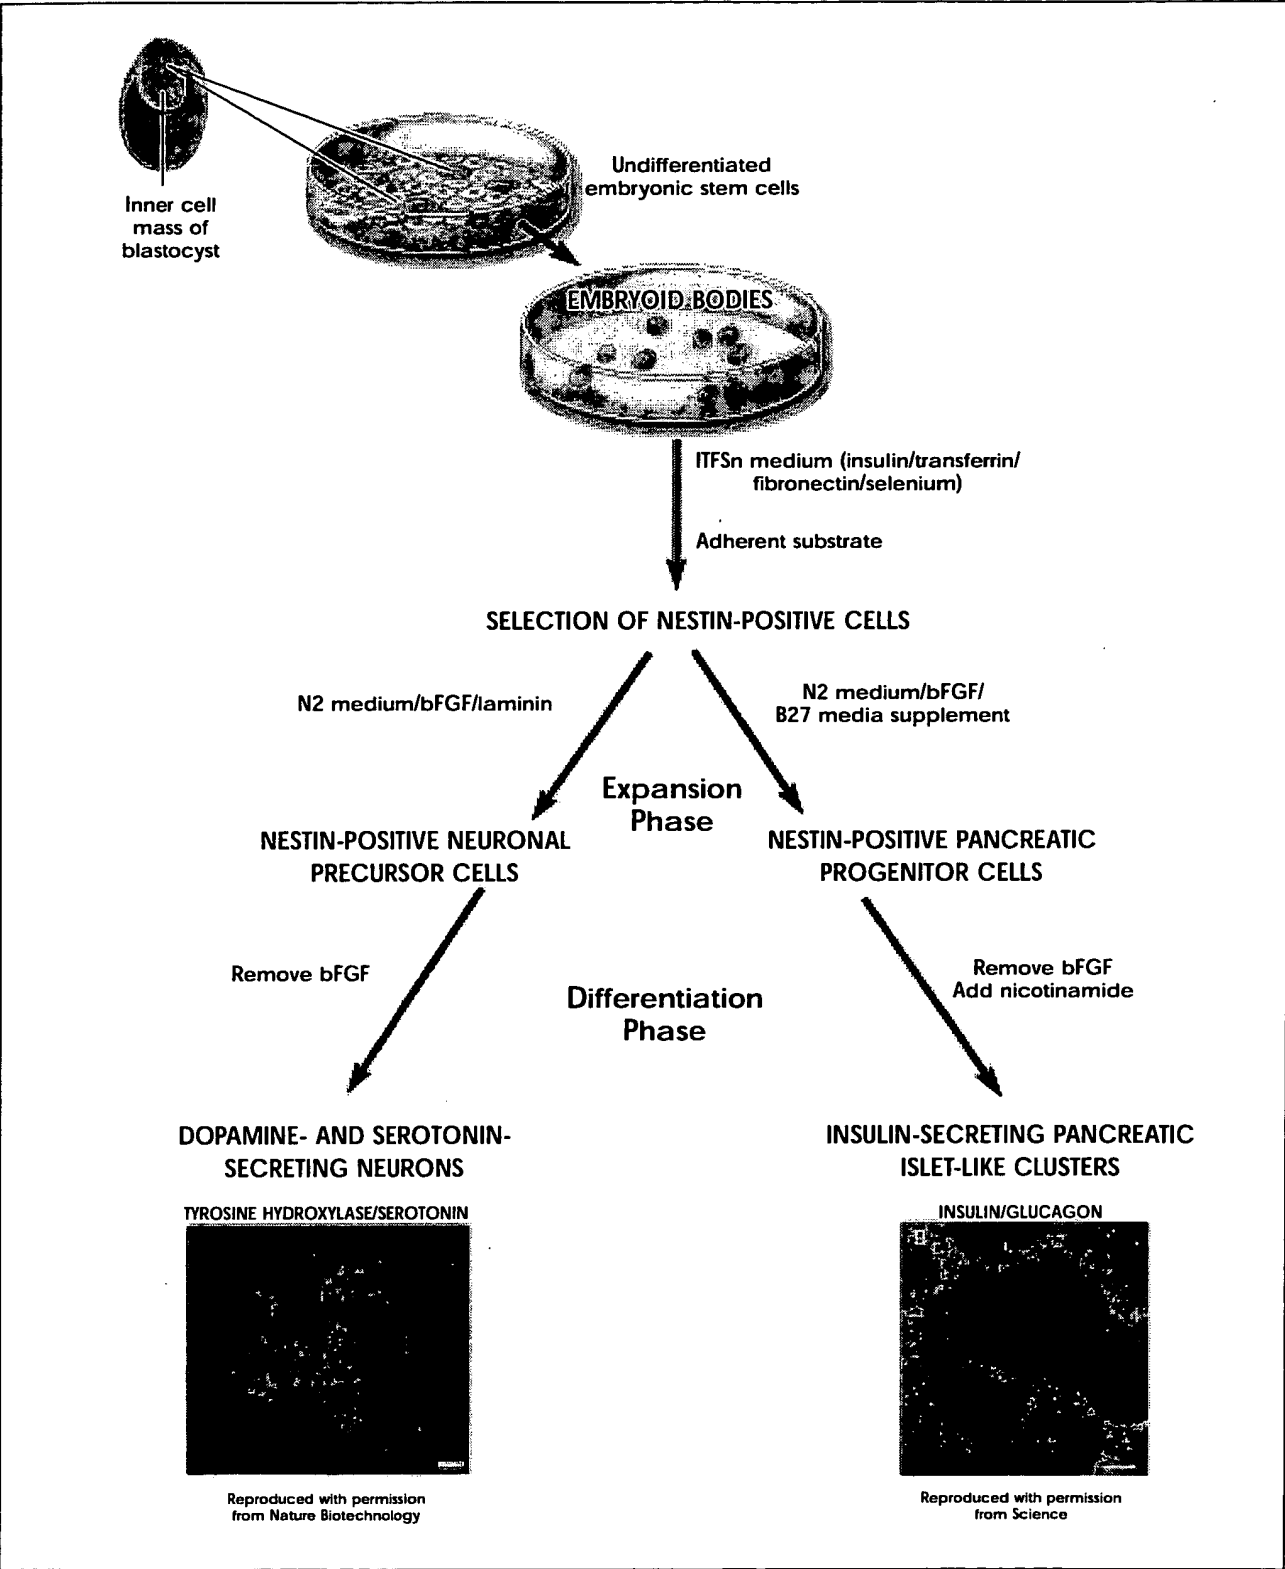 Inner cell
mass of
blastocyst
Undifferentiated
embryonic stem cells
EMBRYOID BODIES
ITFSn medium (insulin/transferrin/
fibronectin/selenium)
Adherent substrate
SELECTION OF NESTIN-POSITIVE CELLS
N2 medium/bFGF/laminin
N2 medium/bFGF/
B27 media supplement
Expansion
Phase
NESTIN-POSITIVE NEURONAL
PRECURSOR CELLS
NESTIN-POSITIVE PANCREATIC
PROGENITOR CELLS
Remove bFGF
Remove bFGF
Add nicotinamide
Differentiation
Phase
DOPAMINE- AND SEROTONIN-
SECRETING NEURONS
INSULIN-SECRETING PANCREATIC
ISLET-LIKE CLUSTERS
TYROSINE HYDROXYLASE/SEROTONIN
INSULIN/GLUCAGON
Reproduced with permission
from Nature Biotechnology
Reproduced with permission
from Science